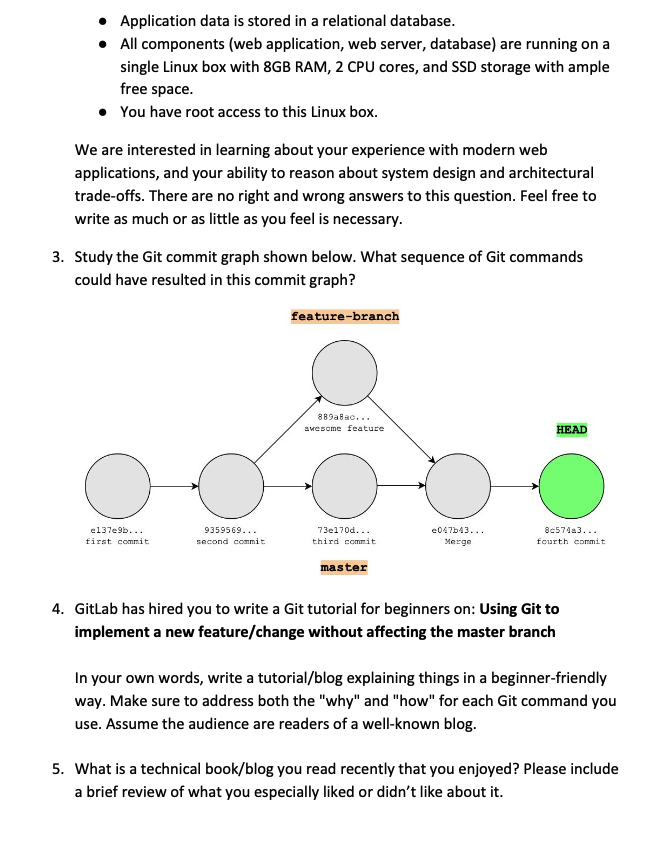 ● Application data is stored in a relational database.
● All components (web application, web server, database) are running on a
single Linux box with 8GB RAM, 2 CPU cores, and SSD storage with ample
free space.
● You have root access to this Linux box.
We are interested in learning about your experience with modern web
applications, and your ability to reason about system design and architectural
trade-offs. There are no right and wrong answers to this question. Feel free to
write as much or as little as you feel is necessary.
3. Study the Git commit graph shown below. What sequence of Git commands
could have resulted in this commit graph?
feature-branch
889a8ac...
awesome feature
HEAD
e137e9b...
first commit
9359569...
second commit
73e170d...
third commit
e047b43...
Merge
8c574a3...
fourth commit
master
4. GitLab has hired you to write a Git tutorial for beginners on: Using Git to
implement a new feature/change without affecting the master branch
In your own words, write a tutorial/blog explaining things in a beginner-friendly
way. Make sure to address both the "why" and "how" for each Git command you
use. Assume the audience are readers of a well-known blog.
5. What is a technical book/blog you read recently that you enjoyed? Please include
a brief review of what you especially liked or didn’t like about it.